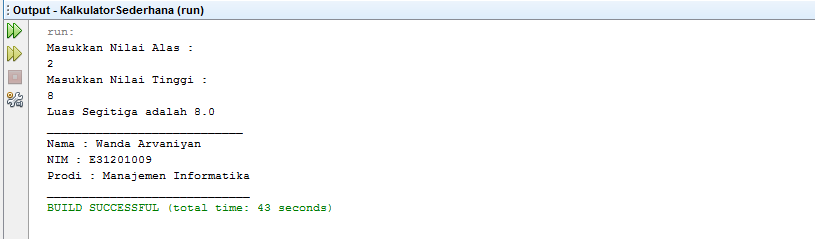 Output - KalkulatorSederhana (run)
run:
Masukkan Nilai Alas :
2
Masukkan Nilai Tinggi :
8
Luas Segitiga adalah 8.0
____________________________
Nama : Wanda Arvaniyan
NIM : E31201009
Prodi : Manajemen Informatika
_____________________________
BUILD SUCCESSFUL (total time: 43 seconds)